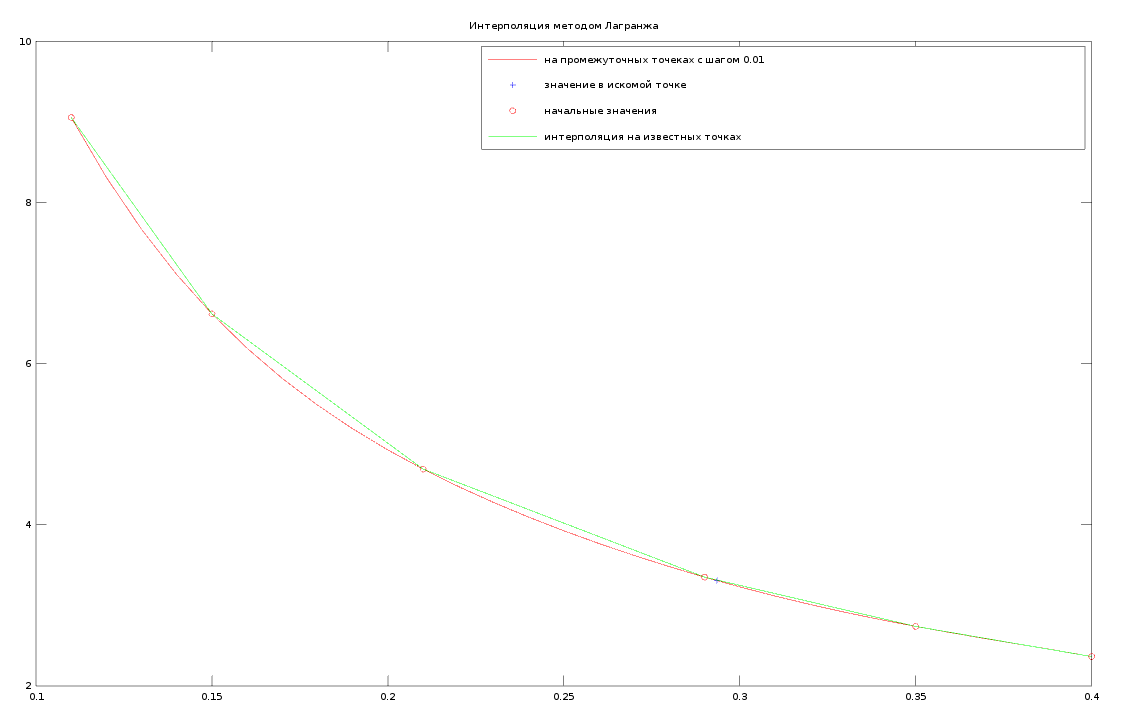 Интерполяция методом Лагранжа
10
на промежуточных точеках с шагом 0.01
значение в искомой точке
начальные значения
интерполяция на известных точках
8
6
4
2
0.1 0.15 0.2 0.25 0.3 0.35 0.4